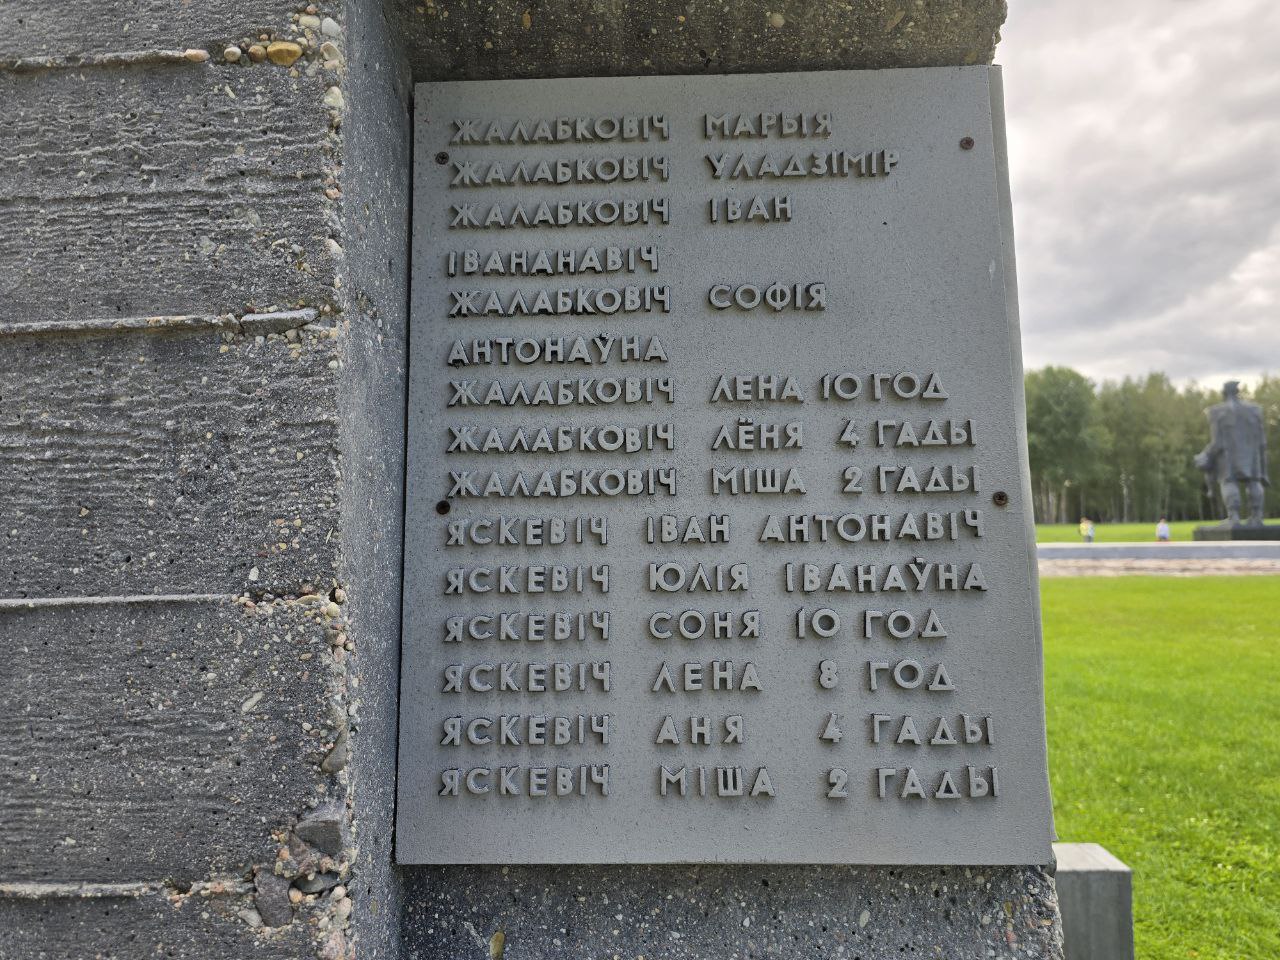 ЖАЛАБКОВІЧ МАРЫЯ
ЖАЛАБКОВІЧ УЛАДЗІМІР
ЖАЛАБКОВІЧ ІВАН
ІВАНАНАВІЧ
ЖАЛАБКОВІЧ СОФІЯ
АНТОНАЎНА
ЖАЛАБКОВІЧ ЛЕНА 10 ГОД
ЖАЛАБКОВІЧ ЛЁНЯ 4 ГАДЫ
ЖАЛАБКОВІЧ МІША 2 ГАДЫ
ЯСКЕВІЧ ІВАН АНТОНАВІЧ
ЯСКЕВІЧ ЮЛІЯ ІВАНАЎНА
ЯСКЕВІЧ СОНЯ 10 ГОД
ЯСКЕВІЧ ЛЕНА 8 ГОД
ЯСКЕВІЧ АНЯ 4 ГАДЫ
ЯСКЕВІЧ МІША 2 ГАДЫ